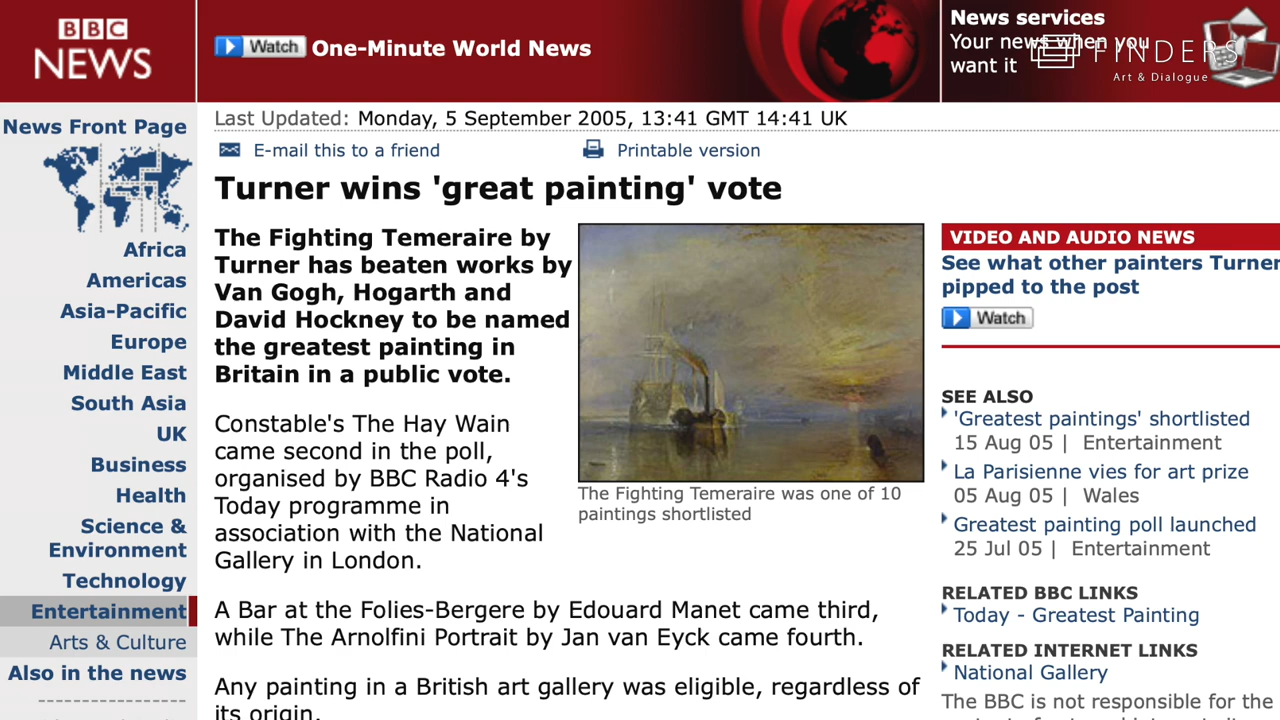 BBC
NEWS
Watch One-Minute World News
News services
Your news when you
want it
FINDERS
Art & Dialogue
Last Updated: Monday, 5 September 2005, 13:41 GMT 14:41 UK
E-mail this to a friend
Printable version
Turner wins 'great painting' vote
The Fighting Temeraire by
Turner has beaten works by
Van Gogh, Hogarth and
David Hockney to be named
the greatest painting in
Britain in a public vote.
Constable's The Hay Wain
came second in the poll,
organised by BBC Radio 4's
Today programme in
association with the National
Gallery in London.
The Fighting Temeraire was one of 10
paintings shortlisted
A Bar at the Folies-Bergere by Edouard Manet came third,
while The Arnolfini Portrait by Jan van Eyck came fourth.
Any painting in a British art gallery was eligible, regardless of
its origin.
News Front Page
Africa
Americas
Asia-Pacific
Europe
Middle East
South Asia
UK
Business
Health
Science &
Environment
Technology
Entertainment
Arts & Culture
Also in the news
VIDEO AND AUDIO NEWS
See what other painters Turner
pipped to the post
Watch
SEE ALSO
'Greatest paintings' shortlisted
15 Aug 05 | Entertainment
La Parisienne vies for art prize
05 Aug 05 | Wales
Greatest painting poll launched
25 Jul 05 | Entertainment
RELATED BBC LINKS
Today - Greatest Painting
RELATED INTERNET LINKS
National Gallery
The BBC is not responsible for the